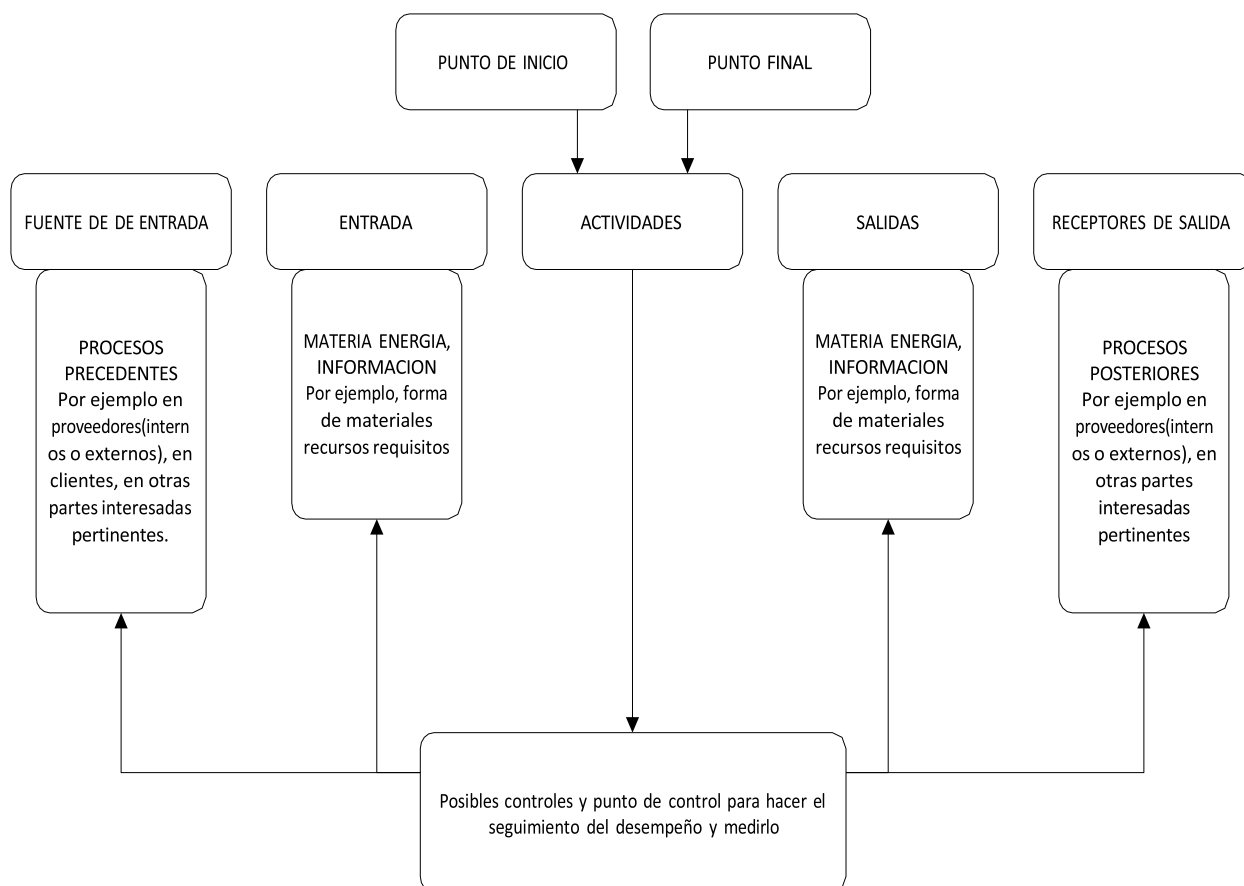 PUNTO DE INICIO
PUNTO FINAL
FUENTE DE DE ENTRADA
ENTRADA
ACTIVIDADES
SALIDAS
RECEPTORES DE SALIDA
PROCESOS
PRECEDENTES
Por ejemplo en
proveedores(intern
os o externos), en
clientes, en otras
partes interesadas
pertinentes.
MATERIA ENERGIA,
INFORMACION
Por ejemplo, forma
de materiales
recursos requisitos
MATERIA ENERGIA,
INFORMACION
Por ejemplo, forma
de materiales
recursos requisitos
PROCESOS
POSTERIORES
Por ejemplo en
proveedores(intern
os o externos), en
otras partes
interesadas
pertinentes
Posibles controles y punto de control para hacer el
seguimiento del desempeño y medirlo